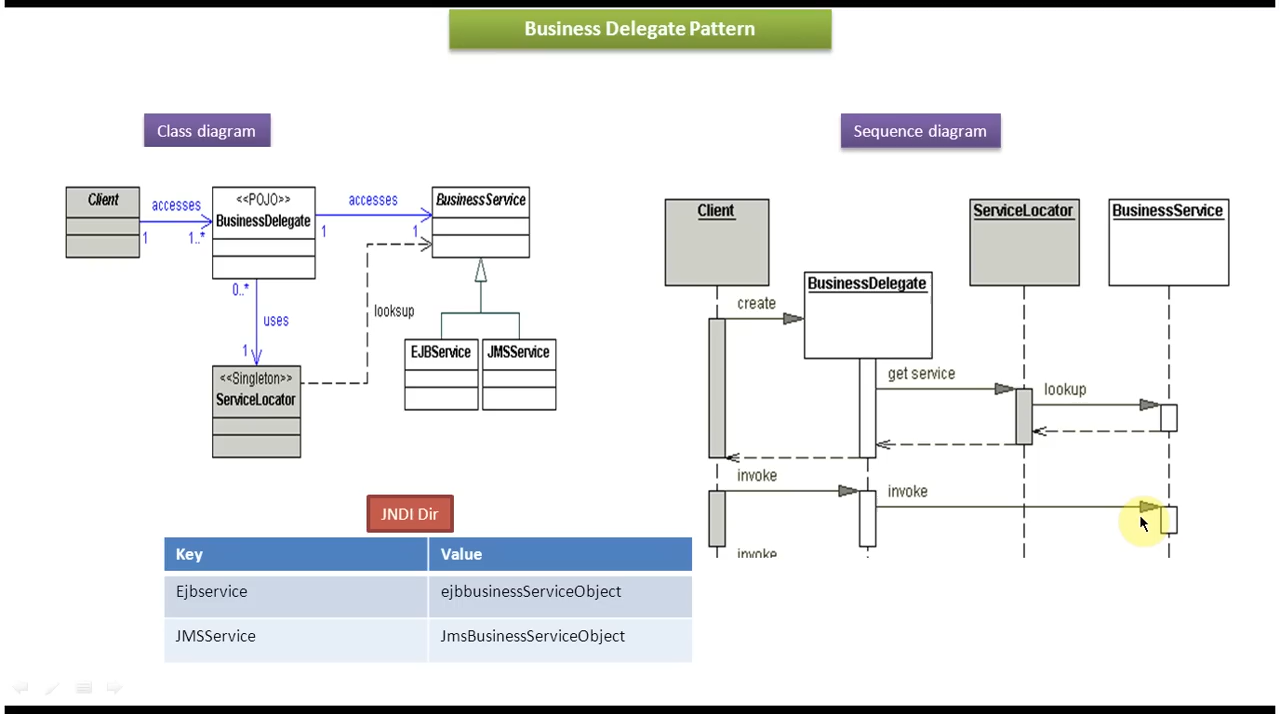 Business Delegate Pattern
Class diagram
Sequence diagram
Client
accesses
1
1..*
<<POJO>>
BusinessDelegate
accesses
1
1
BusinessService
0..*
uses
1
lookup
<<Singleton>>
ServiceLocator
EJBService
JMSService
Client
ServiceLocator
BusinessService
BusinessDelegate
create
get service
lookup
invoke
invoke
invoke
JNDI Dir
Key Value
Ejbservice ejbbusinessServiceObject
JMSService JmsBusinessServiceObject